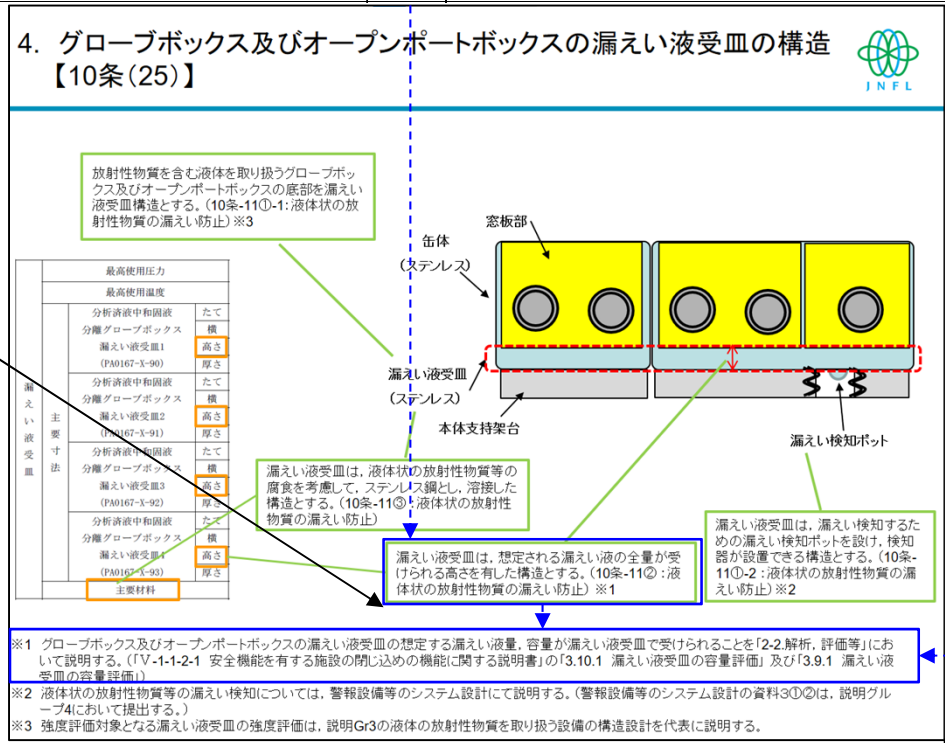 4. グローブボックス及びオープンポートボックスの漏えい液受皿の構造
【10条(25)】
JNFL
放射性物質を含む液体を取り扱うグローブボッ
クス及びオープンポートボックスの底部を漏えい
液受皿構造とする。(10条-11①-1:液体状の放
射性物質の漏えい防止)※3
窓板部
缶体
(ステンレス)
漏えい液受皿
(ステンレス)
本体支持架台
漏えい検知ポット
漏えい液受皿
主要寸法
最高使用圧力
最高使用温度
分析済液中和固液 たて
分離グローブボックス 横
漏えい液受皿1 高さ
(PA0167-X-90) 厚さ
分析済液中和固液 たて
分離グローブボックス 横
漏えい液受皿2 高さ
(PA0167-X-91) 厚さ
分析済液中和固液 たて
分離グローブボックス 横
漏えい液受皿3 高さ
(PA0167-X-92) 厚さ
分析済液中和固液 たて
分離グローブボックス 横
漏えい液受皿4 高さ
(PA0167-X-93) 厚さ
主要材料
漏えい液受皿は,液体状の放射性物質等の
腐食を考慮して,ステンレス鋼とし,溶接した
構造とする。(10条-11③:液体状の放射性
物質の漏えい防止)
漏えい液受皿は,想定される漏えい液の全量が受
けられる高さを有した構造とする。(10条-11②:液
体状の放射性物質の漏えい防止)※1
漏えい液受皿は,漏えい検知するた
めの漏えい検知ポットを設け,検知
器が設置できる構造とする。(10条-
11①-2:液体状の放射性物質の漏
えい防止)※2
※1 グローブボックス及びオープンポートボックスの漏えい液受皿の想定する漏えい液量,容量が漏えい液受皿で受けられることを「2-2.解析,評価等」にお
いて説明する。(「Ⅴ-1-1-2-1 安全機能を有する施設の閉じ込めの機能に関する説明書」の「3.10.1 漏えい液受皿の容量評価」及び「3.9.1 漏えい液
受皿の容量評価」)
※2 液体状の放射性物質等の漏えい検知については,警報設備等のシステム設計にて説明する。(警報設備等のシステム設計の資料3①②は,説明グル
ープ4において提出する。)
※3 強度評価対象となる漏えい液受皿の強度評価は,説明Gr3の液体の放射性物質を取り扱う設備の構造設計を代表に説明する。